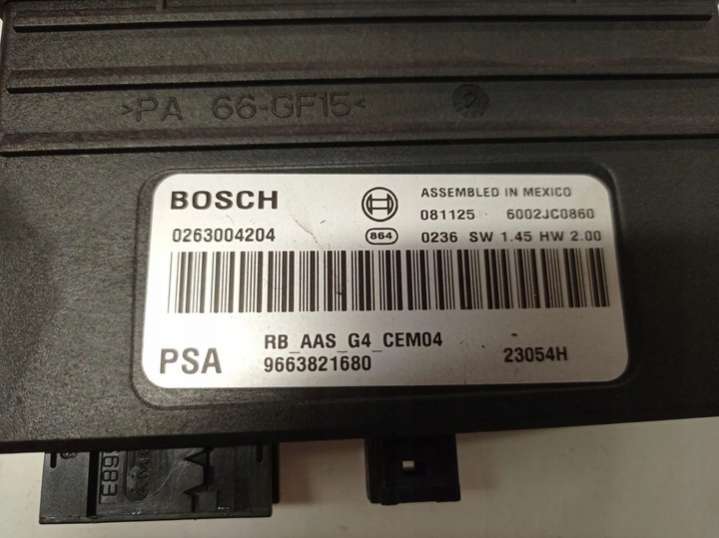 >PA 66-GF15<
BOSCH
ASSEMBLED IN MEXICO
081125 6002JC0860
0263004204
864
0236 SW 1.45 HW 2.00
RB_AAS_G4_CEM04
PSA
9663821680
23054H